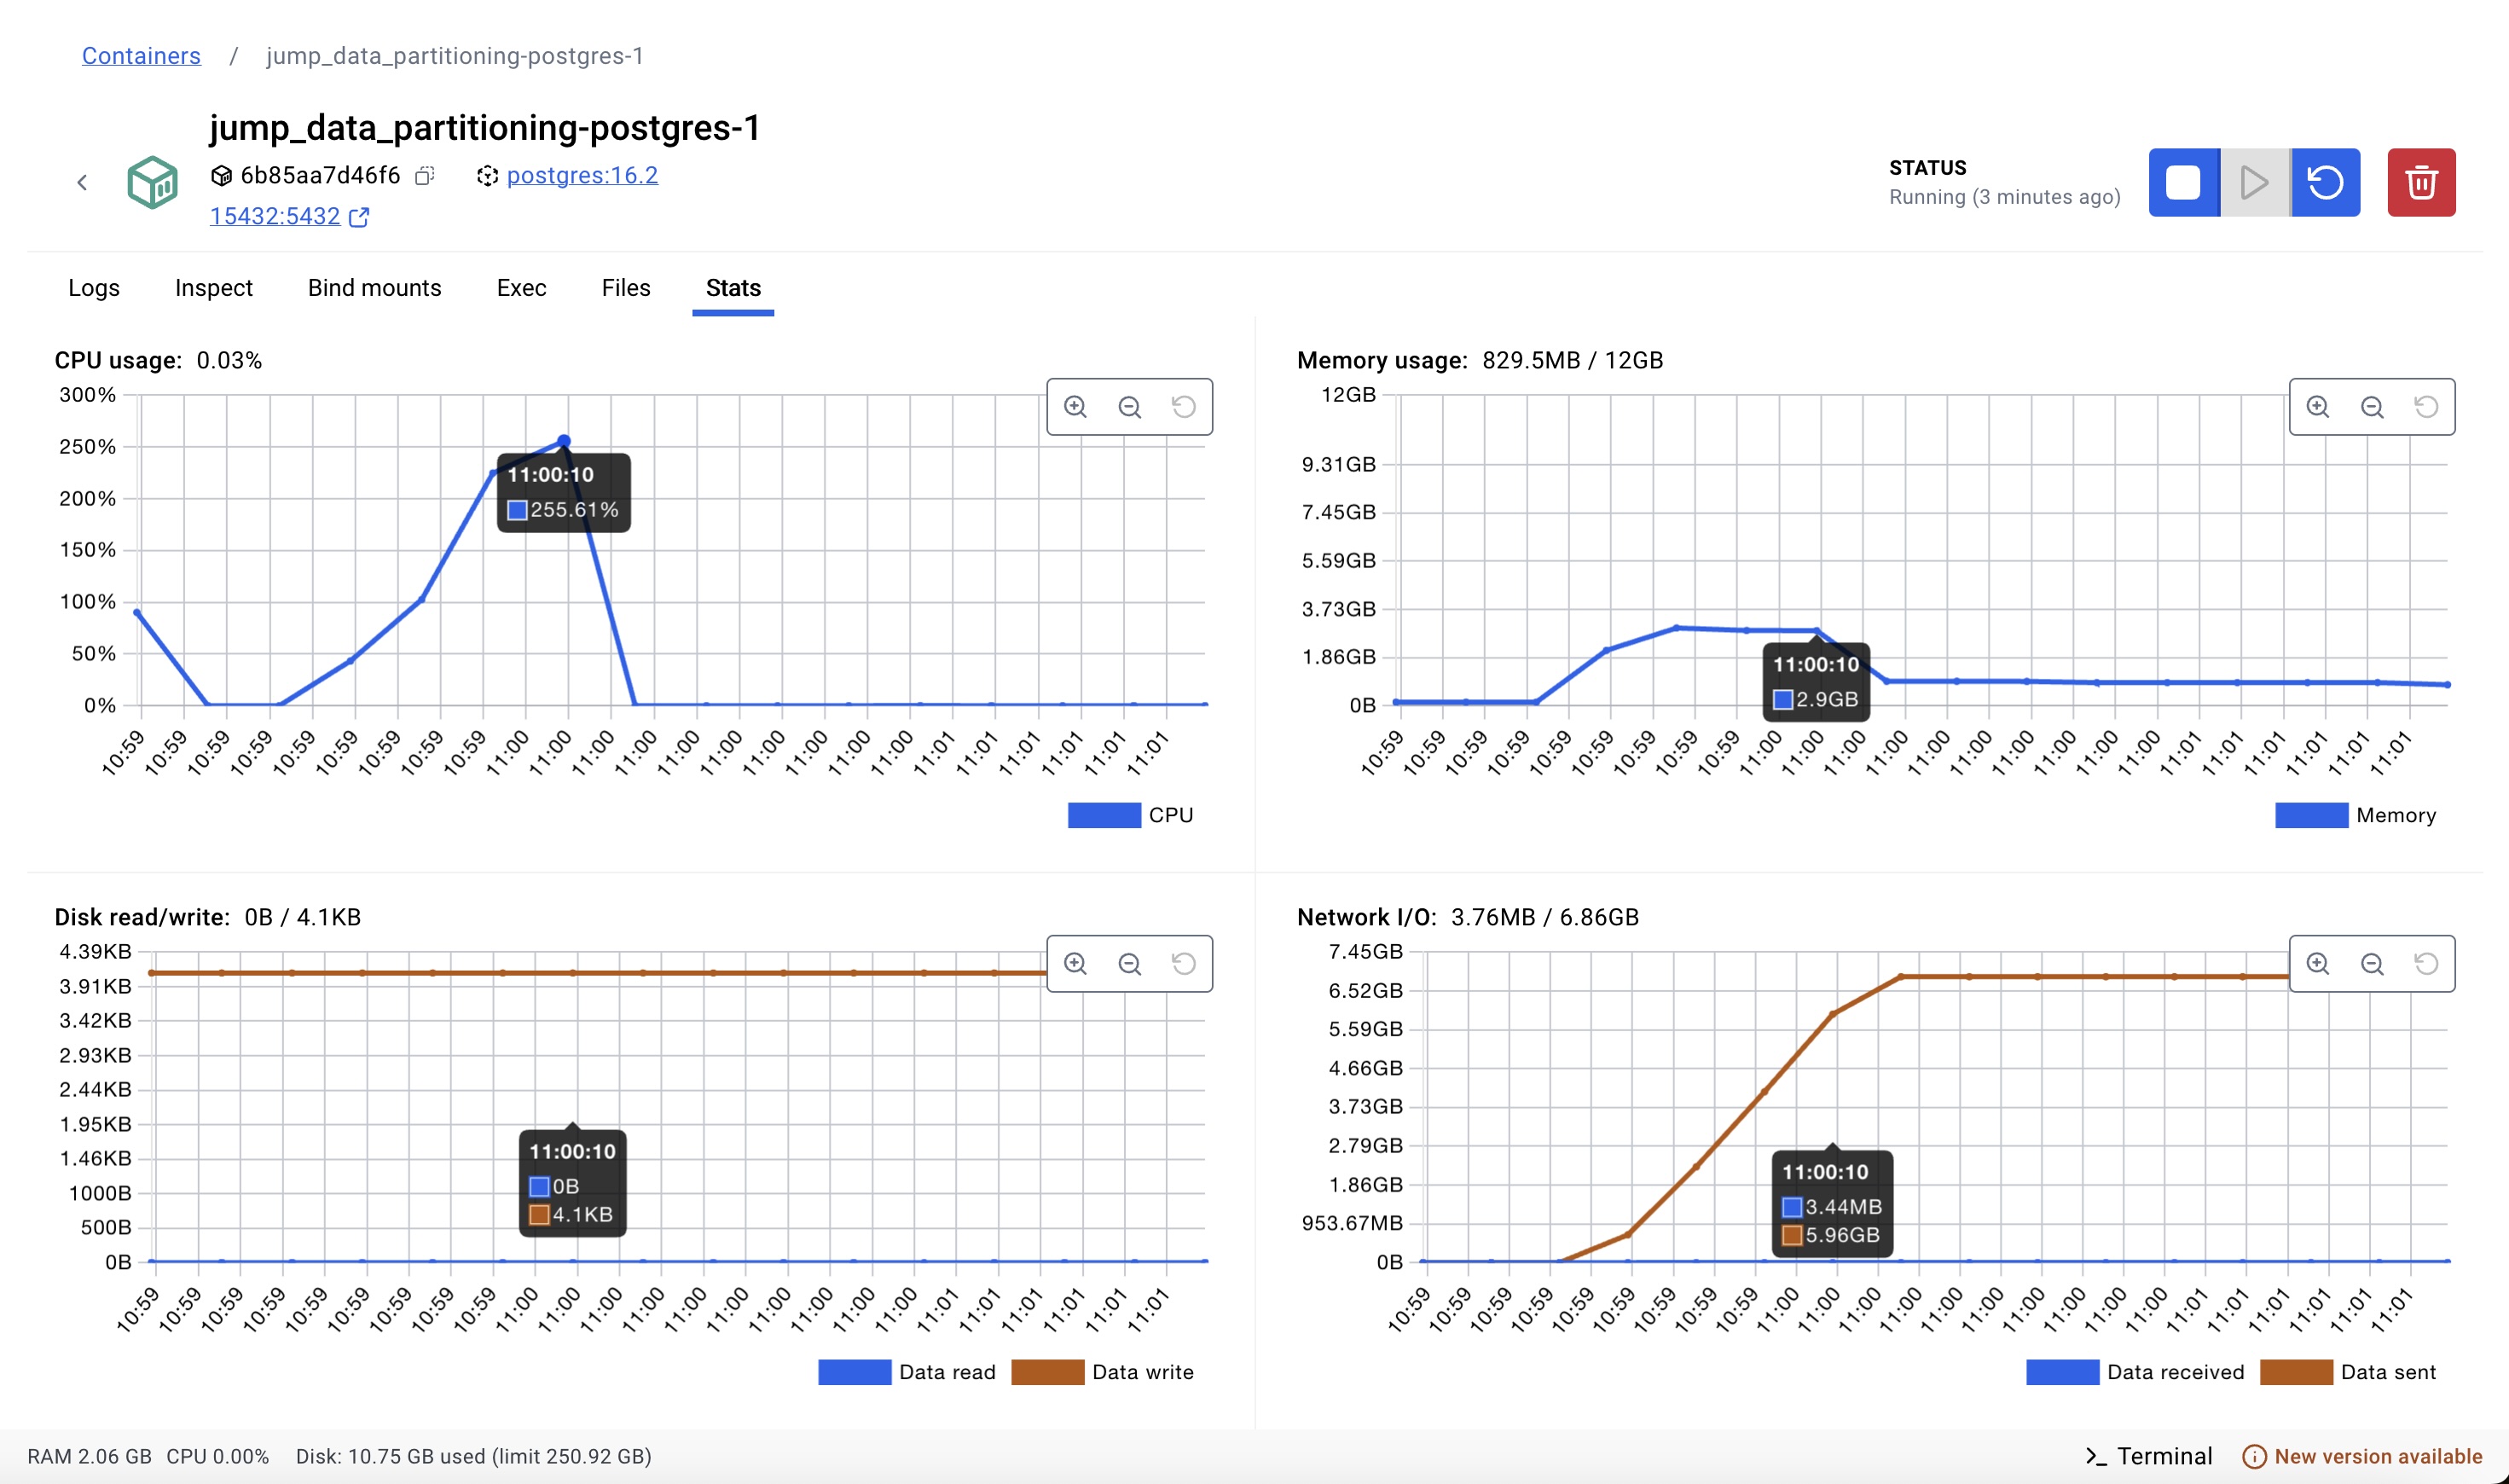 Containers / jump_data_partitioning-postgres-1
jump_data_partitioning-postgres-1
6b85aa7d46f6 postgres:16.2
15432:5432
STATUS
Running (3 minutes ago)
Logs Inspect Bind mounts Exec Files Stats
CPU usage: 0.03%
300%
250%
200%
150%
100%
50%
0%
11:00:10
255.61%
10:59 10:59 10:59 10:59 10:59 10:59 10:59 10:59 10:59 11:00 11:00 11:00 11:00 11:00 11:00 11:00 11:00 11:00 11:00 11:01 11:01 11:01 11:01 11:01 11:01
CPU
Memory usage: 829.5MB / 12GB
12GB
9.31GB
7.45GB
5.59GB
3.73GB
1.86GB
0B
11:00:10
2.9GB
10:59 10:59 10:59 10:59 10:59 10:59 10:59 10:59 10:59 11:00 11:00 11:00 11:00 11:00 11:00 11:00 11:00 11:00 11:00 11:01 11:01 11:01 11:01 11:01 11:01
Memory
Disk read/write: 0B / 4.1KB
4.39KB
3.91KB
3.42KB
2.93KB
2.44KB
1.95KB
1.46KB
1000B
500B
0B
11:00:10
0B
4.1KB
10:59 10:59 10:59 10:59 10:59 10:59 10:59 10:59 10:59 11:00 11:00 11:00 11:00 11:00 11:00 11:00 11:00 11:00 11:00 11:01 11:01 11:01 11:01 11:01 11:01
Data read Data write
Network I/O: 3.76MB / 6.86GB
7.45GB
6.52GB
5.59GB
4.66GB
3.73GB
2.79GB
1.86GB
953.67MB
0B
11:00:10
3.44MB
5.96GB
10:59 10:59 10:59 10:59 10:59 10:59 10:59 10:59 10:59 11:00 11:00 11:00 11:00 11:00 11:00 11:00 11:00 11:00 11:00 11:01 11:01 11:01 11:01 11:01 11:01
Data received Data sent
RAM 2.06 GB CPU 0.00% Disk: 10.75 GB used (limit 250.92 GB)
>_ Terminal New version available